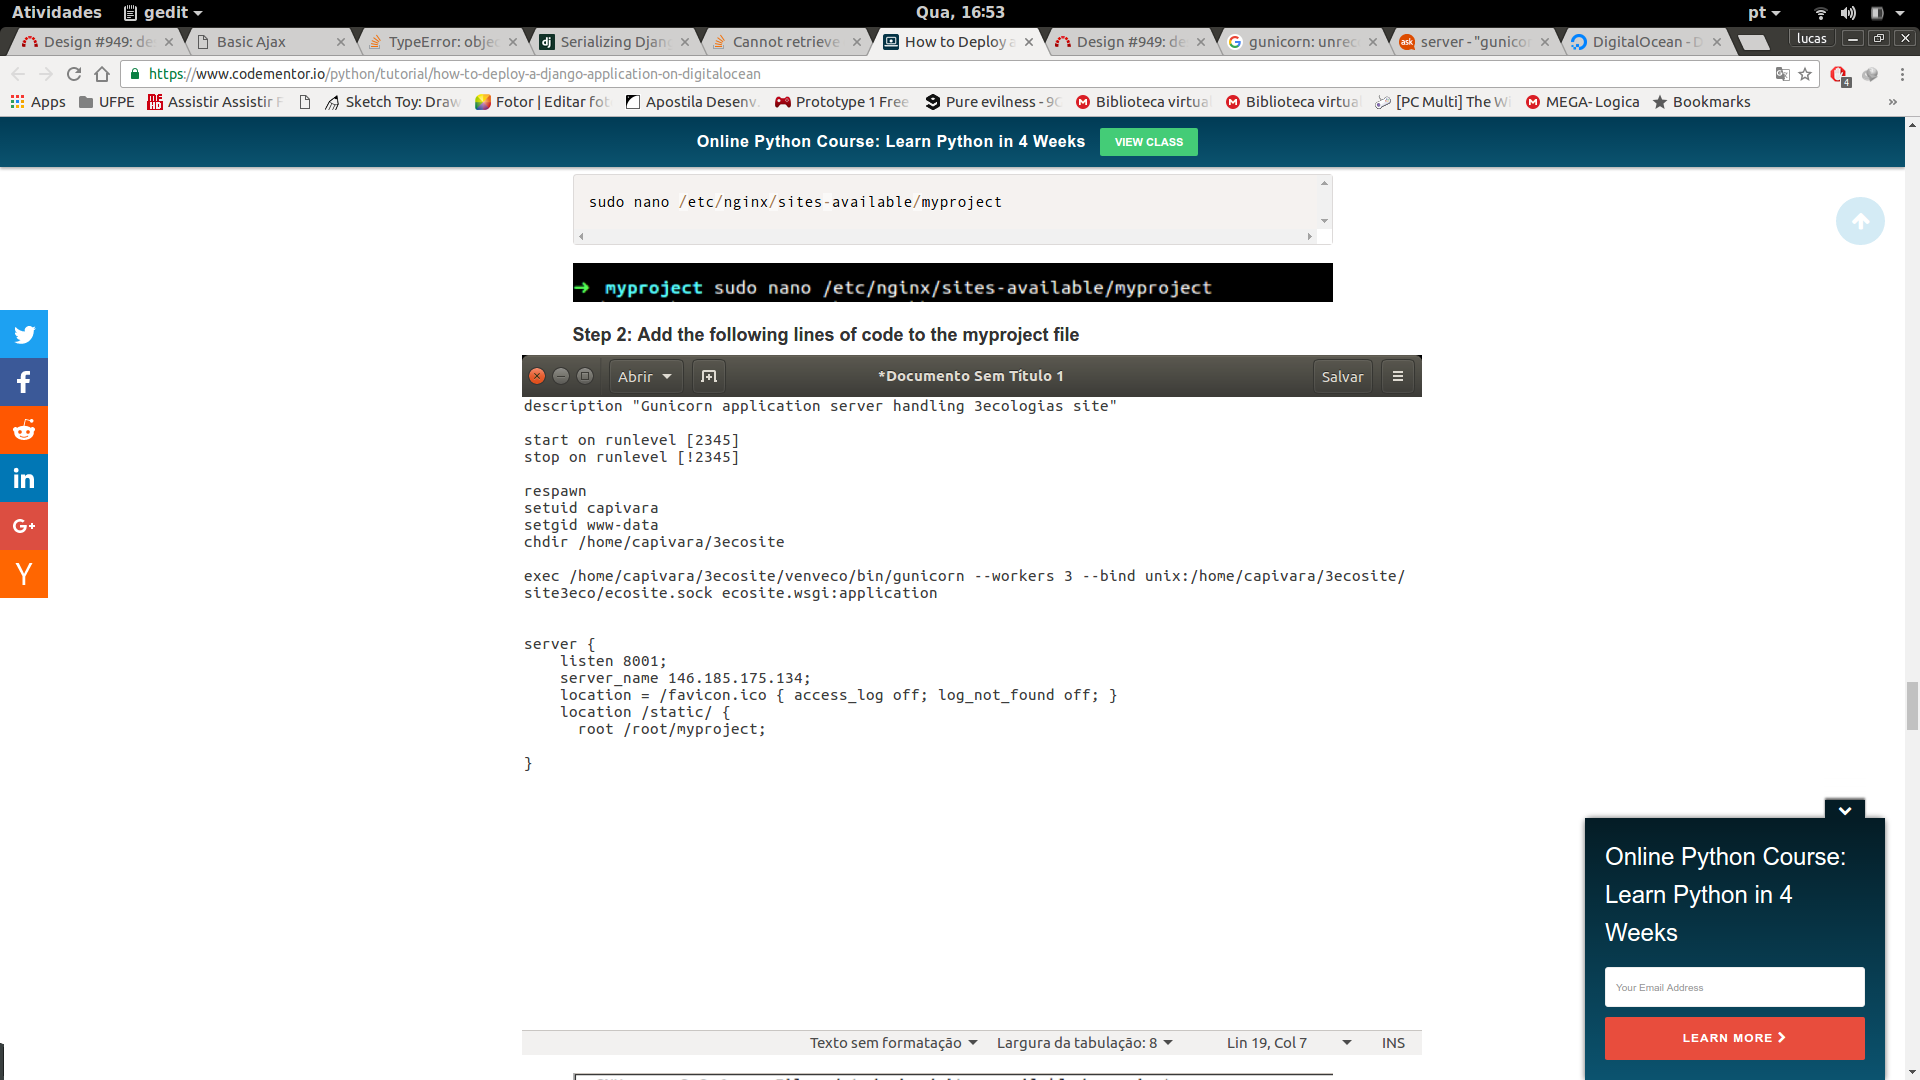 Atividades
gedit
Qua, 16:53
pt
Design #949: de
Basic Ajax
TypeError: objec
Serializing Djan
Cannot retrieve
How to Deploy a
Design #949: de
gunicorn: unrec
server - "gunicor
DigitalOcean - D
lucas
https://www.codementor.io/python/tutorial/how-to-deploy-a-django-application-on-digitalocean
4
Apps
UFPE
Assistir Assistir F
Sketch Toy: Draw
Fotor | Editar fot
Apostila Desenv
Prototype 1 Free
Pure evilness - 9G
Biblioteca virtual
Biblioteca virtual
[PC Multi] The Wi
MEGA- Logica
Bookmarks
»
Online Python Course: Learn Python in 4 Weeks
VIEW CLASS
sudo nano /etc/nginx/sites-available/myproject
➜ myproject sudo nano /etc/nginx/sites-available/myproject
Step 2: Add the following lines of code to the myproject file
Abrir
*Documento Sem Título 1
Salvar
description "Gunicorn application server handling 3ecologias site"
start on runlevel [2345]
stop on runlevel [!2345]
respawn
setuid capivara
setgid www-data
chdir /home/capivara/3ecosite
exec /home/capivara/3ecosite/venveco/bin/gunicorn --workers 3 --bind unix:/home/capivara/3ecosite/
site3eco/ecosite.sock ecosite.wsgi:application
server {
listen 8001;
server_name 146.185.175.134;
location = /favicon.ico { access_log off; log_not_found off; }
location /static/ {
root /root/myproject;
}
Texto sem formatação
Largura da tabulação: 8
Lin 19, Col 7
INS
Online Python Course:
Learn Python in 4
Weeks
Your Email Address
LEARN MORE